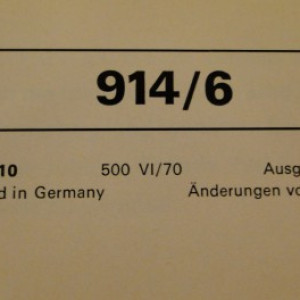 914/6
10 500 VI/70 Ausg
d in Germany Änderungen vo